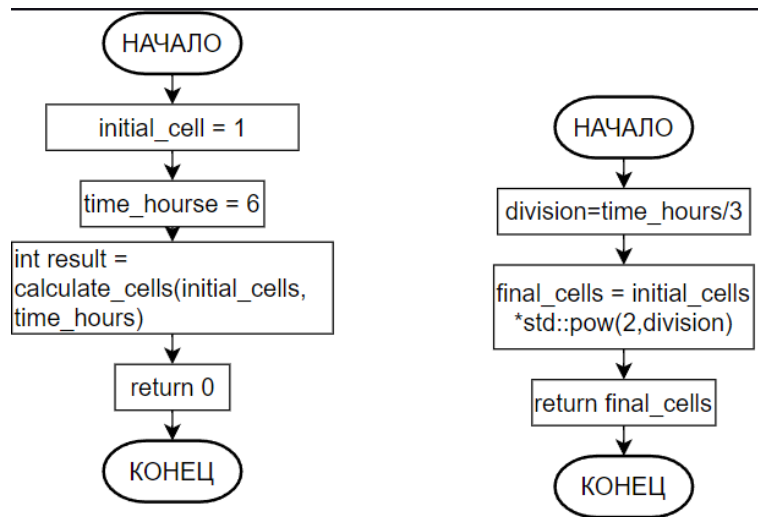 НАЧАЛО
initial_cell = 1
time_hourse = 6
int result =
calculate_cells(initial_cells,
time_hours)
return 0
КОНЕЦ
НАЧАЛО
division=time_hours/3
final_cells = initial_cells
*std::pow(2,division)
return final_cells
КОНЕЦ